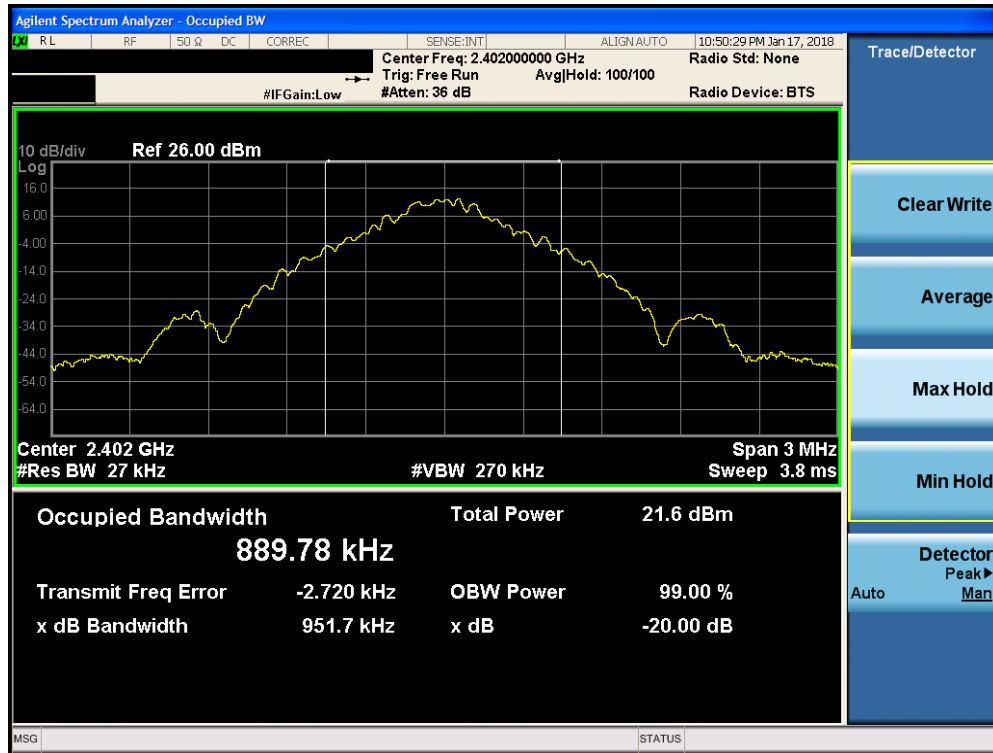 Agilent Spectrum Analyzer - Occupied BW
LXI RL RF 50 Ω DC CORREC SENSE:INT ALIGN AUTO 10:50:29 PM Jan 17, 2018
Center Freq: 2.402000000 GHz Radio Std: None
Trig: Free Run Avg|Hold: 100/100
#IFGain:Low #Atten: 36 dB Radio Device: BTS
10 dB/div Ref 26.00 dBm
Log
16.0
6.00
-4.00
-14.0
-24.0
-34.0
-44.0
-54.0
-64.0
Center 2.402 GHz Span 3 MHz
#Res BW 27 kHz #VBW 270 kHz Sweep 3.8 ms
Occupied Bandwidth Total Power 21.6 dBm
889.78 kHz
Transmit Freq Error -2.720 kHz OBW Power 99.00 %
x dB Bandwidth 951.7 kHz x dB -20.00 dB
MSG STATUS
Trace/Detector
Clear Write
Average
Max Hold
Min Hold
Detector
Peak▶
Auto Man